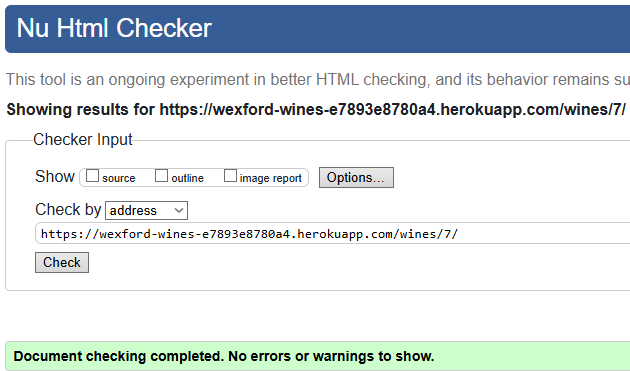 Nu Html Checker
This tool is an ongoing experiment in better HTML checking, and its behavior remains su
Showing results for https://wexford-wines-e7893e8780a4.herokuapp.com/wines/7/
Checker Input
Show source outline image report Options...
Check by address
https://wexford-wines-e7893e8780a4.herokuapp.com/wines/7/
Check
Document checking completed. No errors or warnings to show.